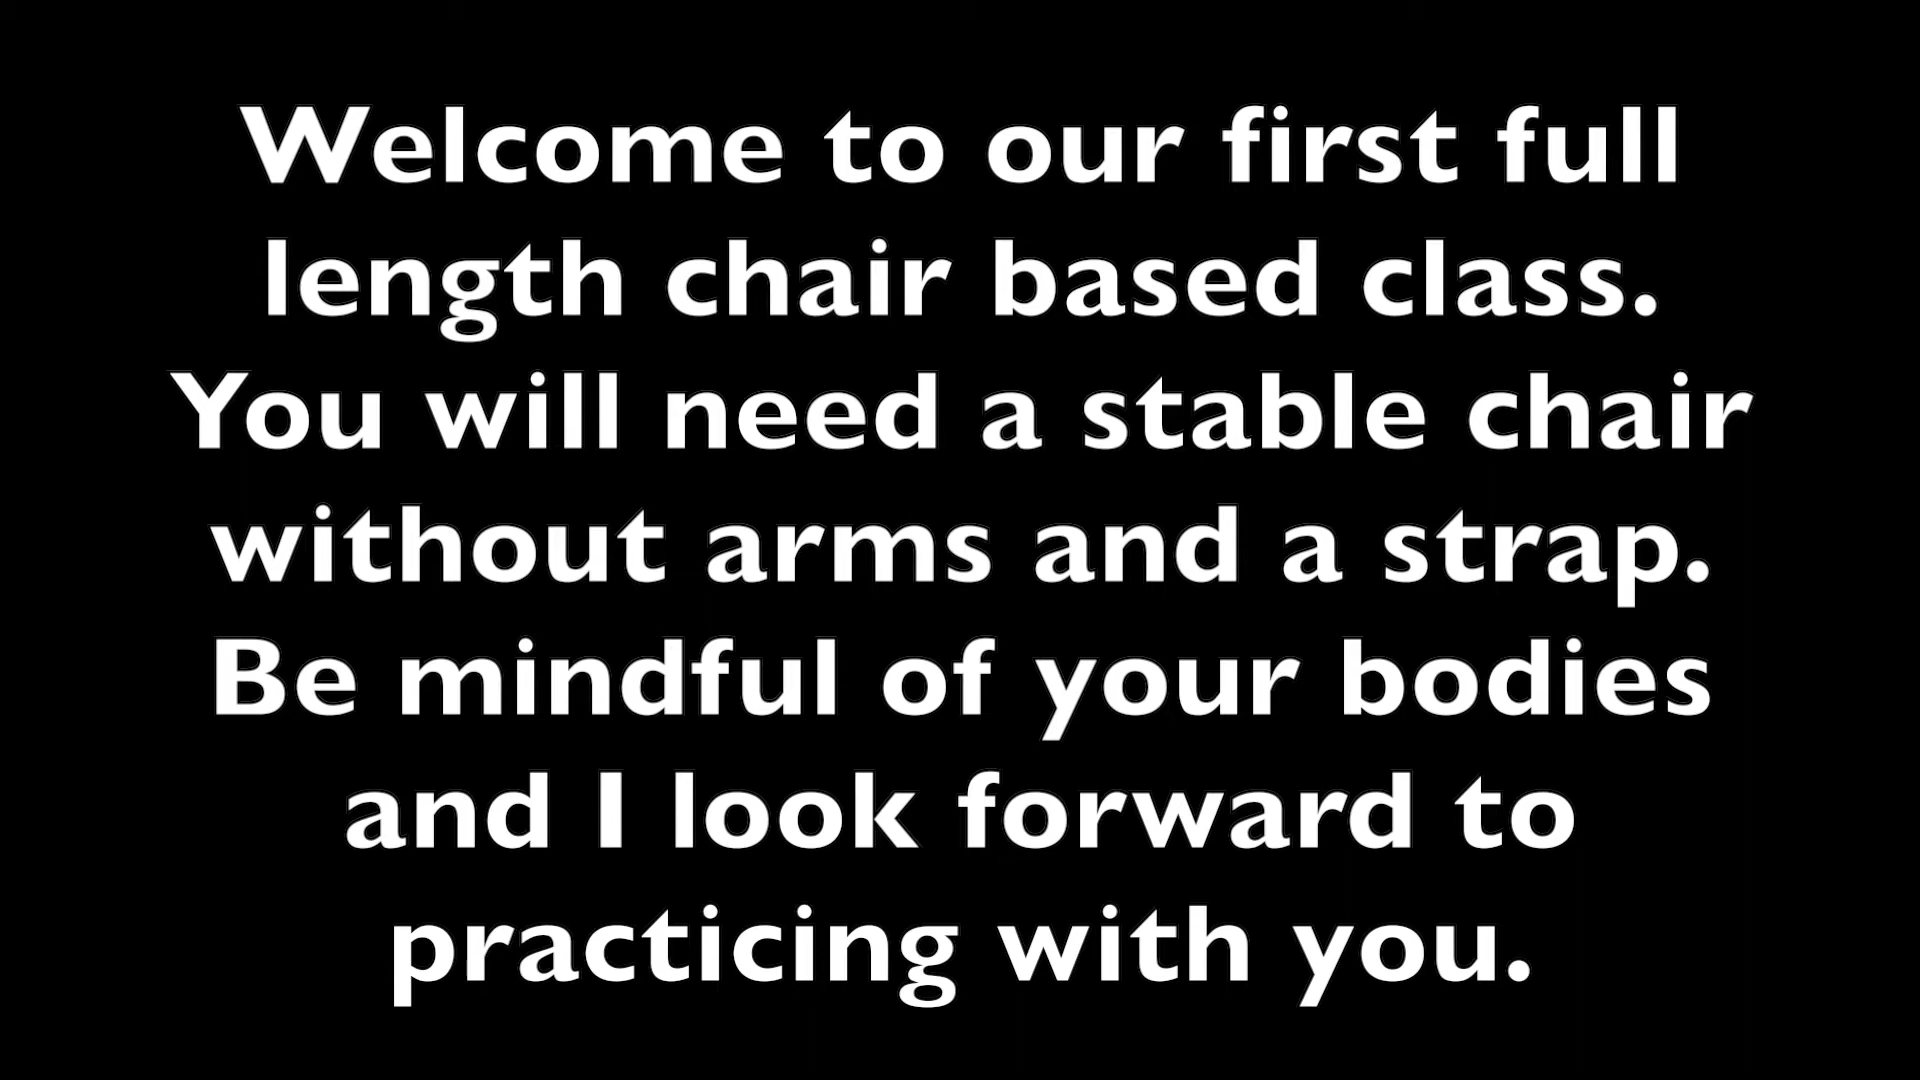 Welcome to our first full
length chair based class.
You will need a stable chair
without arms and a strap.
Be mindful of your bodies
and I look forward to
practicing with you.